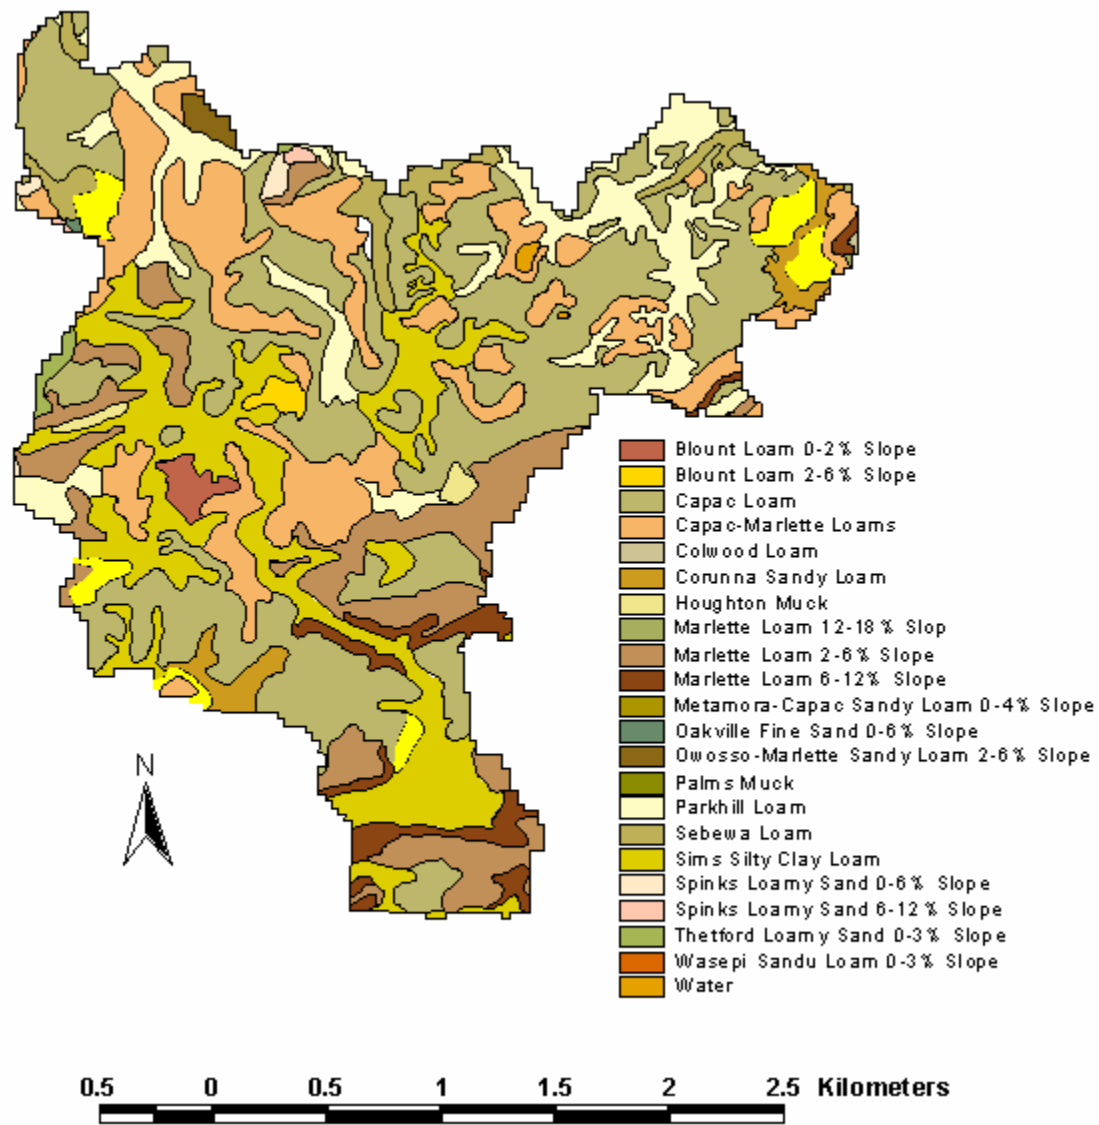 Blount Loam 0-2% Slope
Blount Loam 2-6% Slope
Capac Loam
Capac-Marlette Loams
Colwood Loam
Corunna Sandy Loam
Houghton Muck
Marlette Loam 12-18% Slop
Marlette Loam 2-6% Slope
Marlette Loam 6-12% Slope
Metamora-Capac Sandy Loam 0-4% Slope
Oakville Fine Sand 0-6% Slope
Owosso-Marlette Sandy Loam 2-6% Slope
Palms Muck
Parkhill Loam
Sebewa Loam
Sims Silty Clay Loam
Spinks Loamy Sand 0-6% Slope
Spinks Loamy Sand 6-12% Slope
Thetford Loamy Sand 0-3% Slope
Wasepi Sandu Loam 0-3% Slope
Water
N
0.5 0 0.5 1 1.5 2 2.5 Kilometers